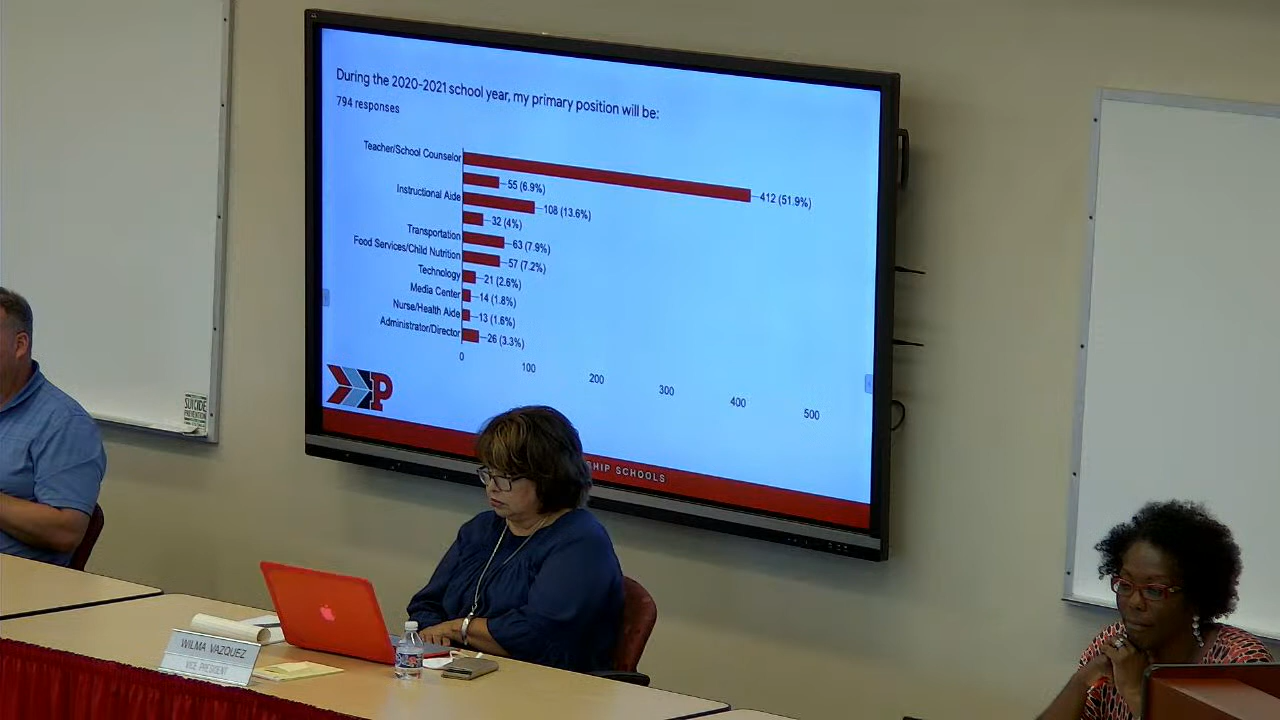 During the 2020-2021 school year, my primary position will be:
794 responses
Teacher/School Counselor
412 (51.9%)
55 (6.9%)
Instructional Aide
108 (13.6%)
32 (4%)
Transportation
63 (7.9%)
Food Services/Child Nutrition
57 (7.2%)
Technology
21 (2.6%)
Media Center
14 (1.8%)
Nurse/Health Aide
13 (1.6%)
Administrator/Director
26 (3.3%)
0 100 200 300 400 500
P
SHIP SCHOOLS
SUICIDE
PREVENTION
WILMA VAZQUEZ
VICE PRESIDENT